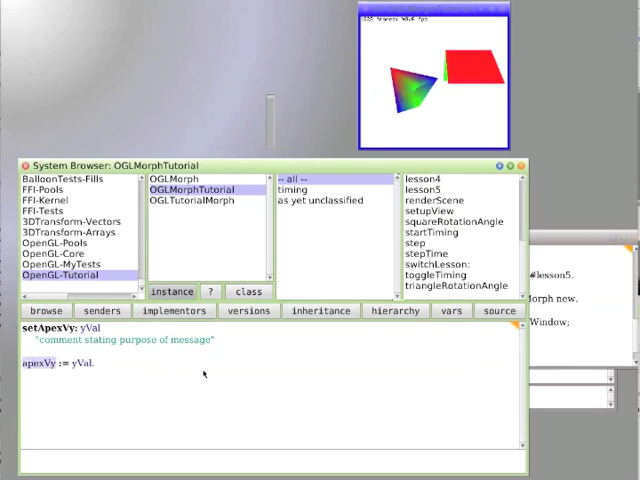 System Browser: OGLMorphTutorial
BalloonTests-Fills
FFI-Pools
FFI-Kernel
FFI-Tests
3DTransform-Vectors
3DTransform-Arrays
OpenGL-Pools
OpenGL-Core
OpenGL-MyTests
OpenGL-Tutorial
OGLMorph
OGLMorphTutorial
OGLTutorialMorph
instance
?
class
-- all --
timing
as yet unclassified
lesson4
lesson5
renderScene
setupView
squareRotationAngle
startTiming
step
stepTime
switchLesson:
toggleTiming
triangleRotationAngle
browse
senders
implementors
versions
inheritance
hierarchy
vars
source
setApexVy: yVal
"comment stating purpose of message"
apexVy := yVal.
#lesson5.
new.
Window;